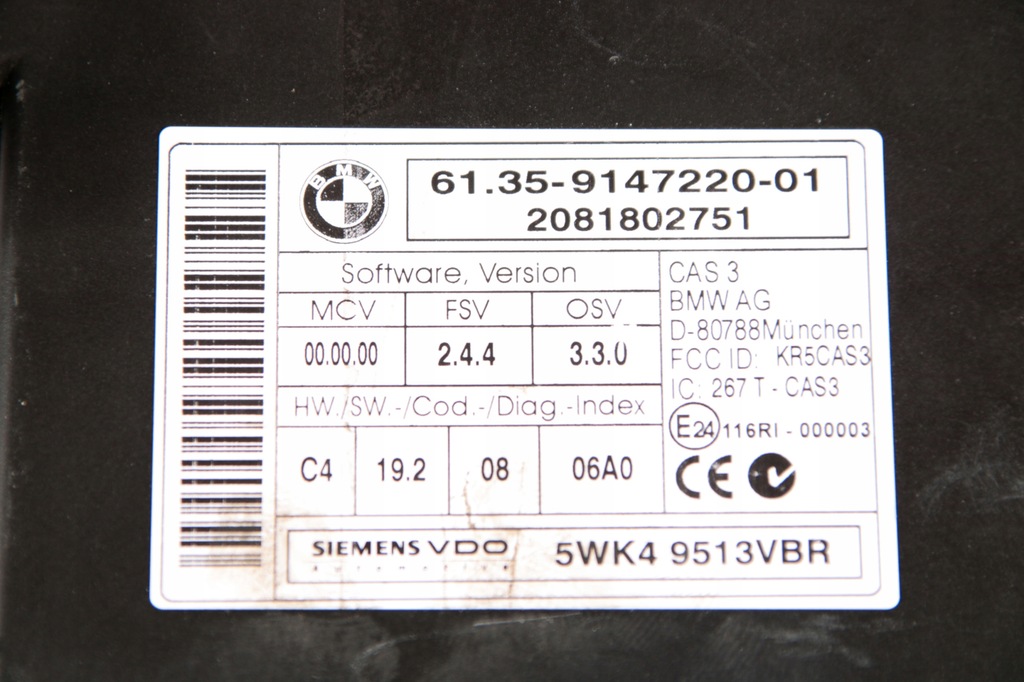 BMW
61.35-9147220-01
2081802751
Software, Version
MCV FSV OSV
00.00.00 2.4.4 3.3.0
HW./SW.-/Cod.-/Diag.-Index
C4 19.2 08 06A0
CAS 3
BMW AG
D-80788München
FCC ID: KR5CAS3
IC: 267 T - CAS3
E24 116RI - 000003
CE
SIEMENS VDO
Automotive
5WK4 9513VBR